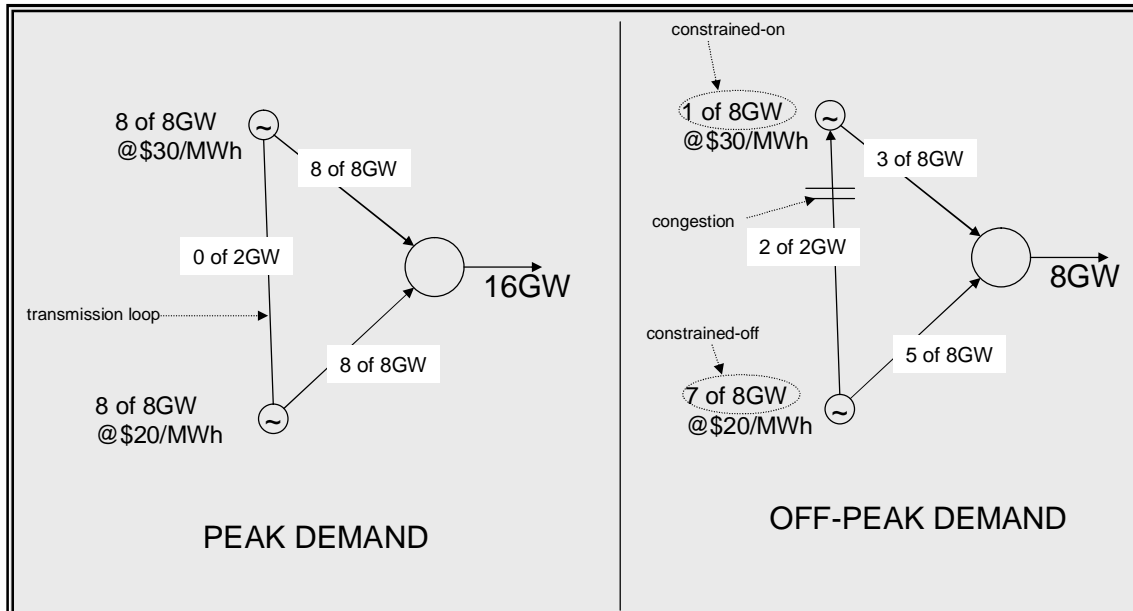 8 of 8GW
@$30/MWh
~
8 of 8GW
0 of 2GW
16GW
transmission loop
8 of 8GW
8 of 8GW
@$20/MWh
~
PEAK DEMAND
constrained-on
1 of 8GW
@$30/MWh
~
3 of 8GW
congestion
2 of 2GW
8GW
constrained-off
5 of 8GW
7 of 8GW
@$20/MWh
~
OFF-PEAK DEMAND